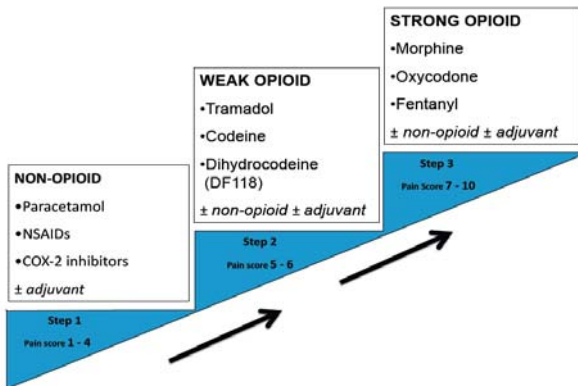 STRONG OPIOID
•Morphine
•Oxycodone
•Fentanyl
± non-opioid ± adjuvant
Step 3
Pain Score 7 - 10
WEAK OPIOID
•Tramadol
•Codeine
•Dihydrocodeine
(DF118)
± non-opioid ± adjuvant
Step 2
Pain score 5 - 6
NON-OPIOID
•Paracetamol
•NSAIDs
•COX-2 inhibitors
± adjuvant
Step 1
Pain score 1 - 4